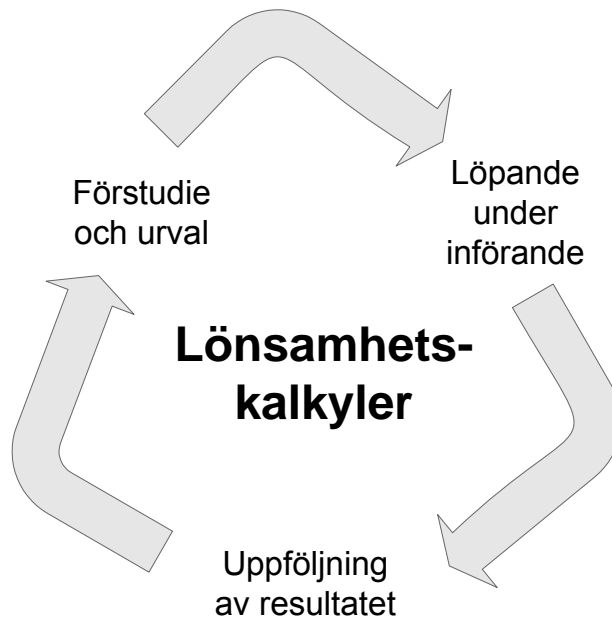 Förstudie
och urval
Löpande
under
införande
Lönsamhets-
kalkyler
Uppföljning
av resultatet